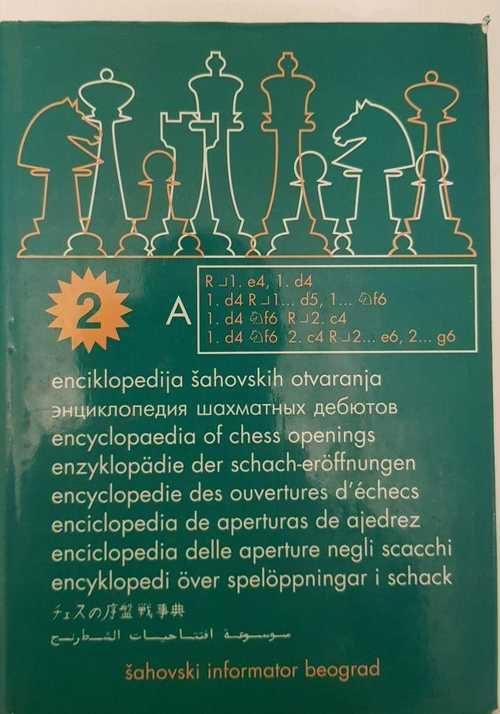 2
A
R⌟1. e4, 1. d4
1. d4 R⌟1... d5, 1... ♘f6
1. d4 ♘f6 R⌟2. c4
1. d4 ♘f6 2. c4 R⌟2... e6, 2... g6
enciklopedija šahovskih otvaranja
энциклопедия шахматных дебютов
encyclopaedia of chess openings
enzyklopädie der schach-eröffnungen
encyclopedie des ouvertures d'échecs
enciclopedia de aperturas de ajedrez
enciclopedia delle aperture negli scacchi
encyklopedi över spelöppningar i schack
チェスの序盤戦事典
موسوعة افتتاحيات الشطرنج
šahovski informator beograd